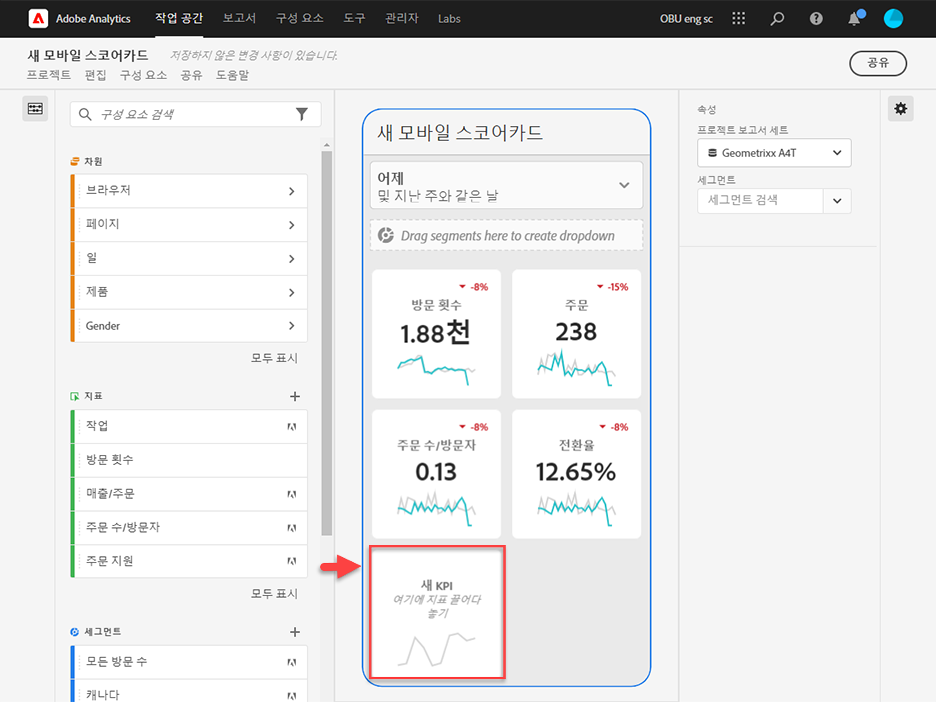 Adobe Analytics 작업 공간 보고서 구성 요소 도구 관리자 Labs OBU eng sc
새 모바일 스코어카드 저장하지 않은 변경 사항이 있습니다.
프로젝트 편집 구성 요소 공유 도움말
공유
구성 요소 검색
차원
브라우저
페이지
일
제품
Gender
모두 표시
지표
작업
방문 횟수
매출/주문
주문 수/방문자
주문 지원
모두 표시
세그먼트
모든 방문 수
캐나다
새 모바일 스코어카드
어제
및 지난 주와 같은 날
Drag segments here to create dropdown
-8%
방문 횟수
1.88천
-15%
주문
238
-8%
주문 수/방문자
0.13
-8%
전환율
12.65%
새 KPI
여기에 지표 끌어다
놓기
속성
프로젝트 보고서 세트
Geometrixx A4T
세그먼트
세그먼트 검색